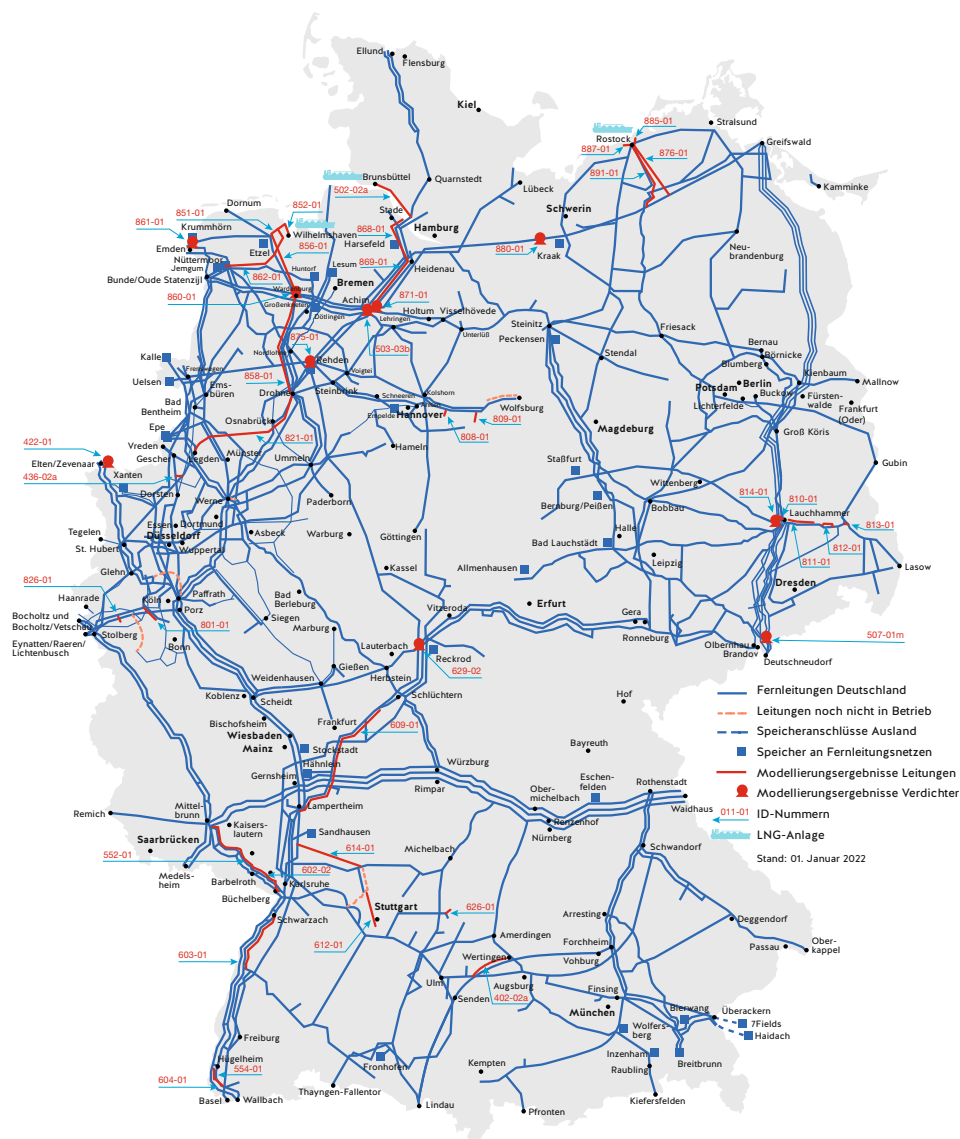 Ellund
Flensburg
Kiel
Stralsund
885-01
Rostock
887-01
876-01
Greifswald
891-01
Brunsbüttel
502-02a
Quarnstedt
Lübeck
Kamminke
Dornum
852-01
851-01
861-01
Krummhörn
Wilhelmshaven
Stade
868-01
Harsefeld
Hamburg
Schwerin
Neu-
brandenburg
Emden
Etzel
856-01
880-01
Kraak
Nüttermoor
Jemgum
862-01
Huntorf
Lesum
869-01
Heidenau
Bunde/Oude Statenzijl
Bremen
860-01
Wardenburg
Großenkneten
Dötlingen
Achim
871-01
Lehringen
Holtum
Visselhövede
Unterlüß
Steinitz
Peckensen
Friesack
875-01
503-03b
Nordlohne
Rehden
Bernau
Börnicke
Blumberg
Kalle
Frenswegen
858-01
Voigtei
Stendal
Uelsen
Ems-
büren
Drohne
Steinbrink
Schneeren
Kolshorn
Empelde
Hannover
Wolfsburg
Potsdam
Berlin
Kienbaum
Mallnow
Buckow
Lichterfelde
Fürsten-
walde
Frankfurt
(Oder)
Bad
Bentheim
Osnabrück
809-01
808-01
Magdeburg
Groß Köris
Epe
Vreden
Gescher
821-01
Hameln
422-01
Elten/Zevenaar
Legden
Münster
Ummeln
Gubin
436-02a
Xanten
Dorsten
Staßfurt
Wittenberg
814-01
810-01
Werne
Paderborn
Bernburg/Peißen
Bobbau
Lauchhammer
813-01
Essen
Dortmund
Düsseldorf
Wuppertal
Asbeck
Warburg
Göttingen
Halle
Bad Lauchstädt
812-01
811-01
Tegelen
St. Hubert
Leipzig
Lasow
Glehn
Kassel
Allmenhausen
Dresden
826-01
Haanrade
Köln
Paffrath
Porz
Bad
Berleburg
Siegen
Vitzeroda
Erfurt
Gera
Ronneburg
Bocholtz und
Bocholtz/Vetschau
Eynatten/Raeren/
Lichtenbusch
Stolberg
801-01
Bonn
Marburg
Lauterbach
Reckrod
629-02
Olbernhau
Brandov
Deutschneudorf
507-01m
Gießen
Herbstein
Koblenz
Weidenhausen
Scheidt
Schlüchtern
Hof
Bischofsheim
Frankfurt
609-01
Wiesbaden
Mainz
Stockstadt
Hähnlein
Bayreuth
Gernsheim
Würzburg
Rimpar
Eschen-
felden
Rothenstadt
Waidhaus
Remich
Mittel-
brunn
Lampertheim
Ober-
michelbach
Renzenhof
Nürnberg
Kaisers-
lautern
Saarbrücken
Sandhausen
Schwandorf
552-01
Medels-
heim
614-01
Michelbach
602-02
Barbelroth
Karlsruhe
Büchelberg
Schwarzach
Stuttgart
626-01
Arresting
Deggendorf
612-01
Amerdingen
Forchheim
Passau
Ober-
kappel
603-01
Wertingen
Vohburg
Ulm
Augsburg
402-02a
Senden
Finsing
München
Bierwang
Überackern
7Fields
Haidach
Wolfers-
berg
Freiburg
Hügelheim
554-01
Fronhofen
Kempten
Inzenham
Raubling
Breitbrunn
604-01
Basel
Wallbach
Thayngen-Fallentor
Lindau
Pfronten
Kiefersfelden
Fernleitungen Deutschland
Leitungen noch nicht in Betrieb
Speicheranschlüsse Ausland
Speicher an Fernleitungsnetzen
Modellierungsergebnisse Leitungen
Modellierungsergebnisse Verdichter
011-01 ID-Nummern
LNG-Anlage
Stand: 01. Januar 2022